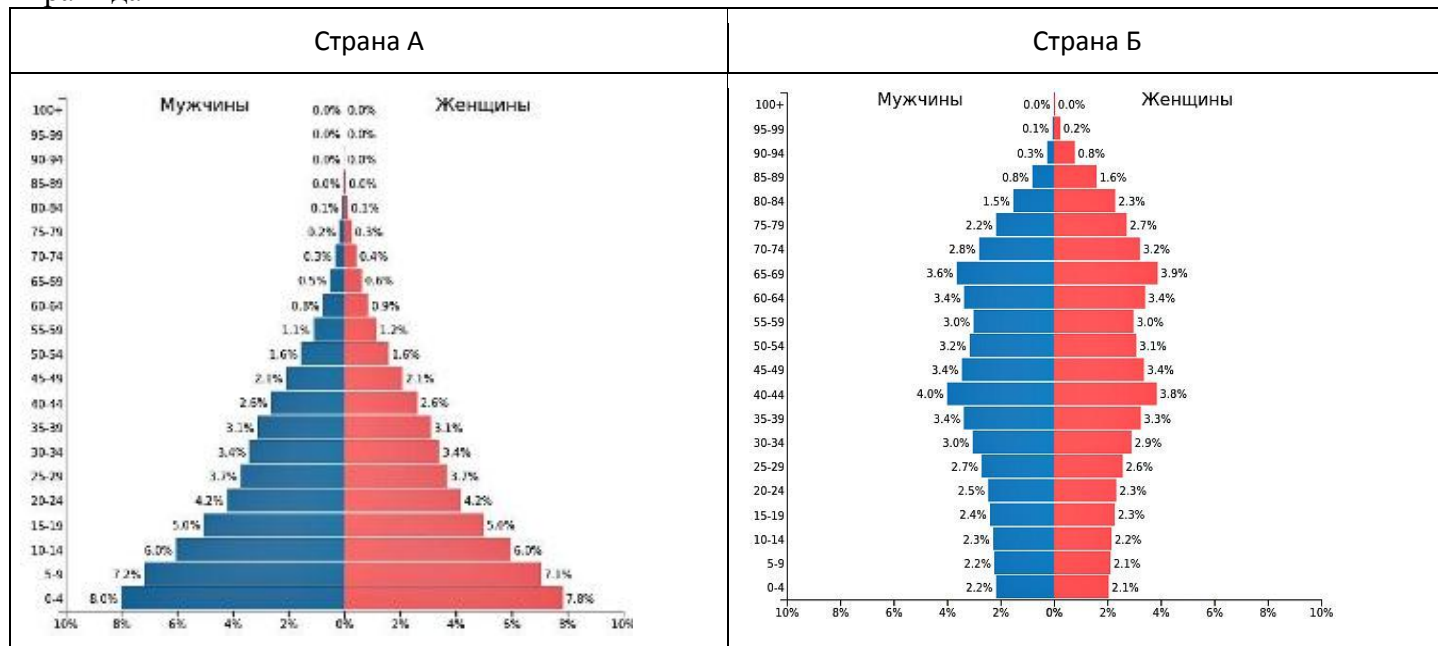 Страна А
Страна Б
Мужчины
Женщины
100+ 0.0% 0.0%
95-99 0.0% 0.0%
90-94 0.0% 0.0%
85-89 0.0% 0.0%
80-84 0.1% 0.1%
75-79 0.2% 0.3%
70-74 0.3% 0.4%
65-69 0.5% 0.6%
60-64 0.8% 0.9%
55-59 1.1% 1.2%
50-54 1.6% 1.6%
45-49 2.1% 2.1%
40-44 2.6% 2.6%
35-39 3.1% 3.1%
30-34 3.4% 3.4%
25-29 3.7% 3.7%
20-24 4.2% 4.2%
15-19 5.0% 5.0%
10-14 6.0% 6.0%
5-9 7.2% 7.1%
0-4 8.0% 7.8%
10% 8% 6% 4% 2% 0% 2% 4% 6% 8% 10%
Мужчины
Женщины
100+ 0.0% 0.0%
95-99 0.1% 0.2%
90-94 0.3% 0.8%
85-89 0.8% 1.6%
80-84 1.5% 2.3%
75-79 2.2% 2.7%
70-74 2.8% 3.2%
65-69 3.6% 3.9%
60-64 3.4% 3.4%
55-59 3.0% 3.0%
50-54 3.2% 3.1%
45-49 3.4% 3.4%
40-44 4.0% 3.8%
35-39 3.4% 3.3%
30-34 3.0% 2.9%
25-29 2.7% 2.6%
20-24 2.5% 2.3%
15-19 2.4% 2.3%
10-14 2.3% 2.2%
5-9 2.2% 2.1%
0-4 2.2% 2.1%
10% 8% 6% 4% 2% 0% 2% 4% 6% 8% 10%